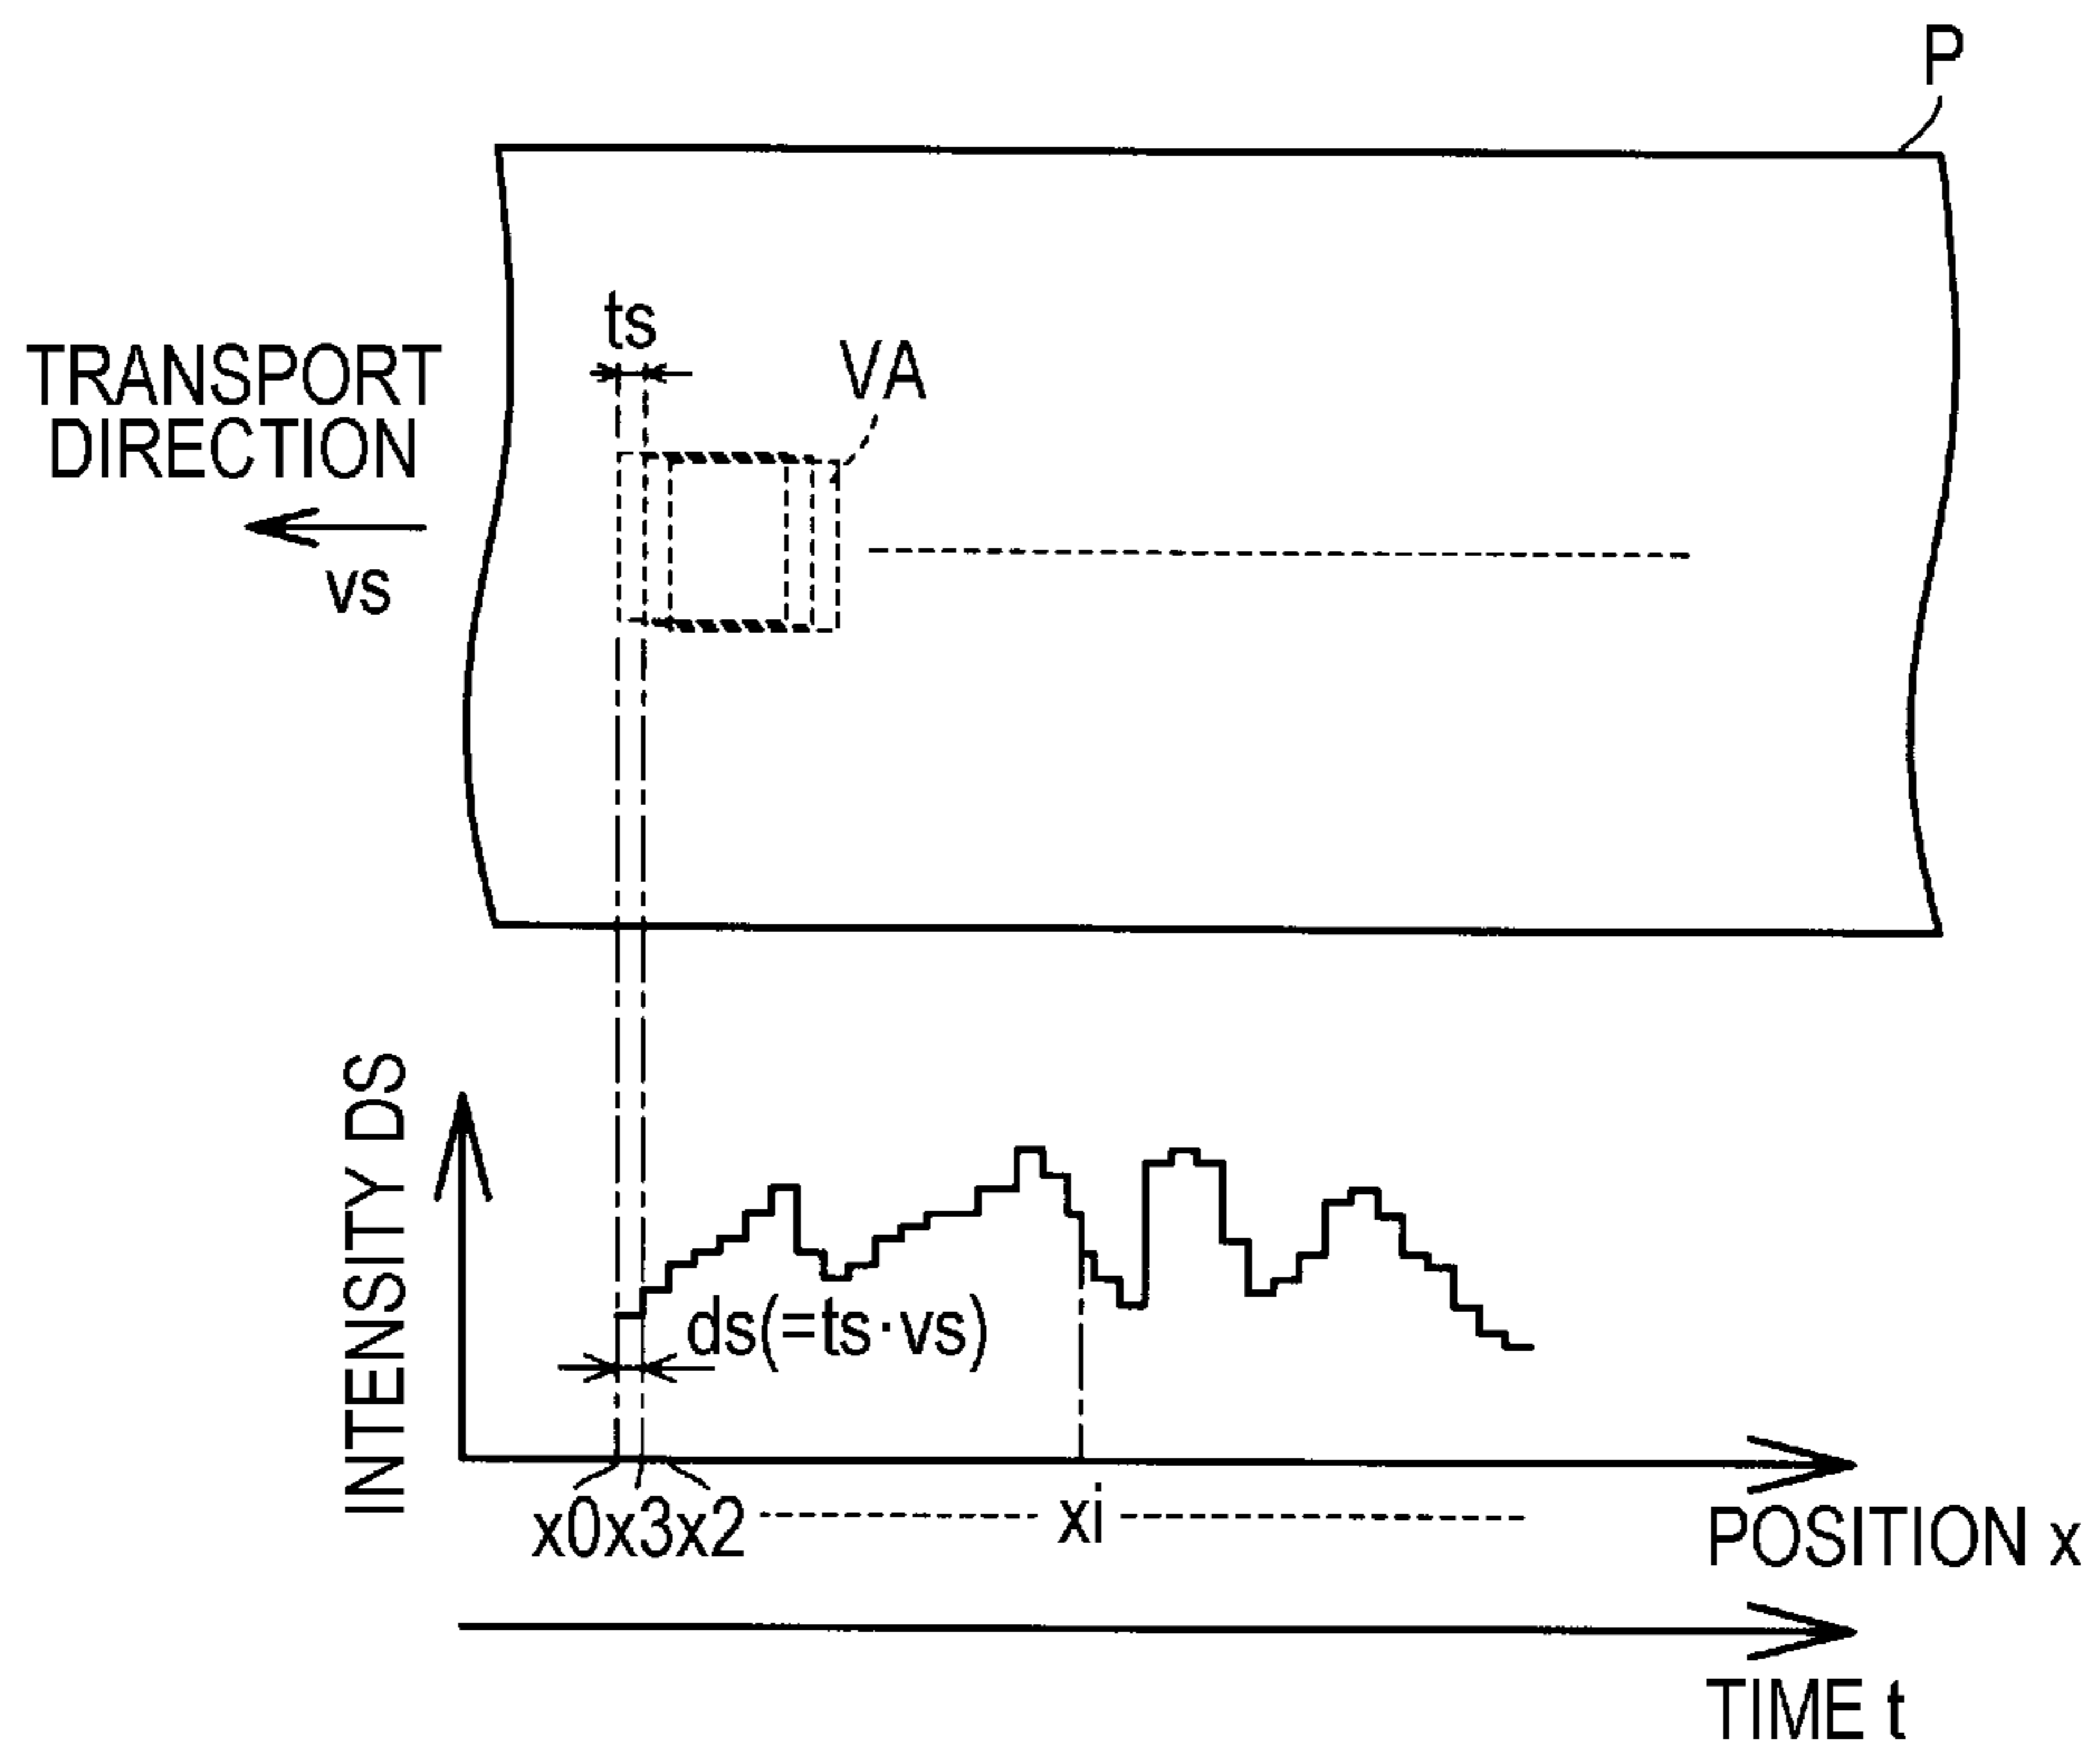 P
ts
VA
TRANSPORT
DIRECTION
vs
INTENSITY DS
ds(=ts·vs)
x0x3x2
xi
POSITION x
TIME t